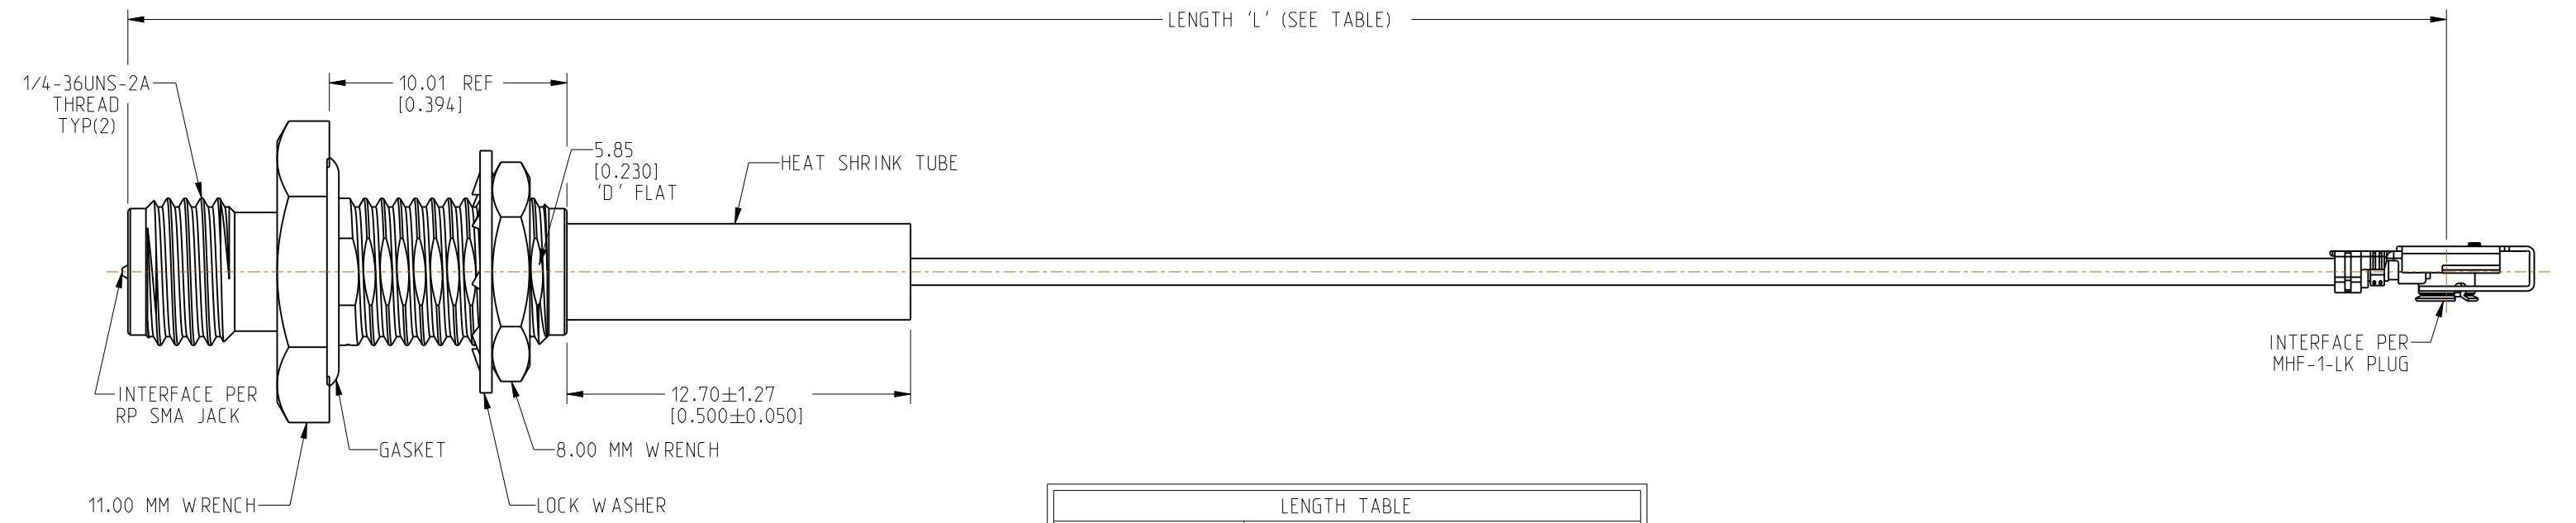 LENGTH 'L' (SEE TABLE)
1/4-36UNS-2A
THREAD
TYP(2)
10.01 REF
[0.394]
5.85
[0.230]
'D' FLAT
HEAT SHRINK TUBE
INTERFACE PER
RP SMA JACK
GASKET
11.00 MM WRENCH
LOCK WASHER
8.00 MM WRENCH
12.70±1.27
[0.500±0.050]
INTERFACE PER
MHF-1-LK PLUG
LENGTH TABLE